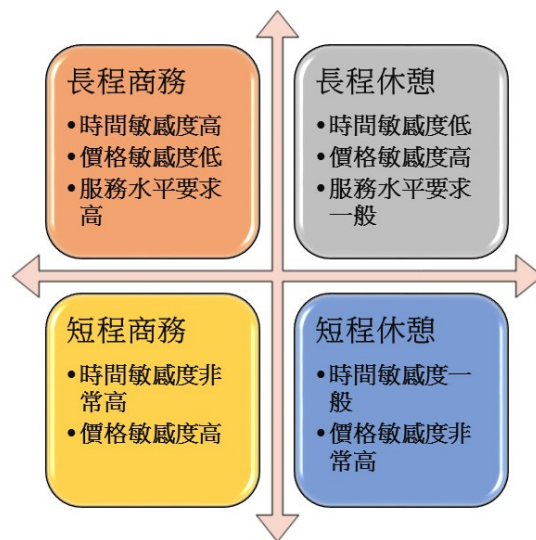 長程商務
•時間敏感度高
•價格敏感度低
•服務水平要求
高
長程休憩
•時間敏感度低
•價格敏感度高
•服務水平要求
一般
短程商務
•時間敏感度非
常高
•價格敏感度高
短程休憩
•時間敏感度一
般
•價格敏感度非
常高